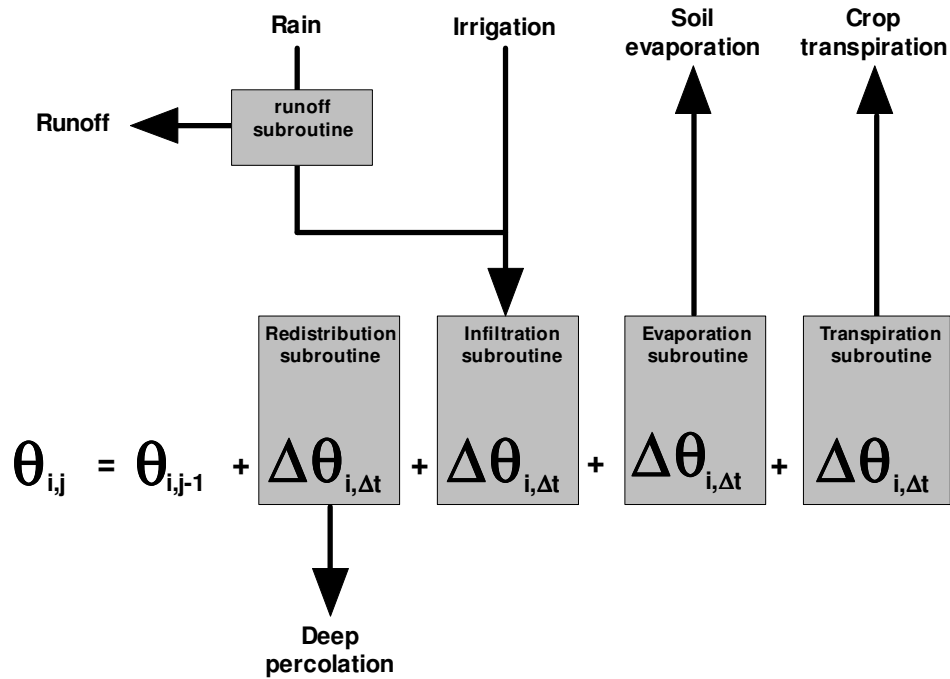 Rain
Irrigation
Soil
evaporation
Crop
transpiration
Runoff
runoff
subroutine
Redistribution
subroutine
Infiltration
subroutine
Evaporation
subroutine
Transpiration
subroutine
θi,j = θi,j-1 + Δθi,Δt + Δθi,Δt + Δθi,Δt + Δθi,Δt
Deep
percolation